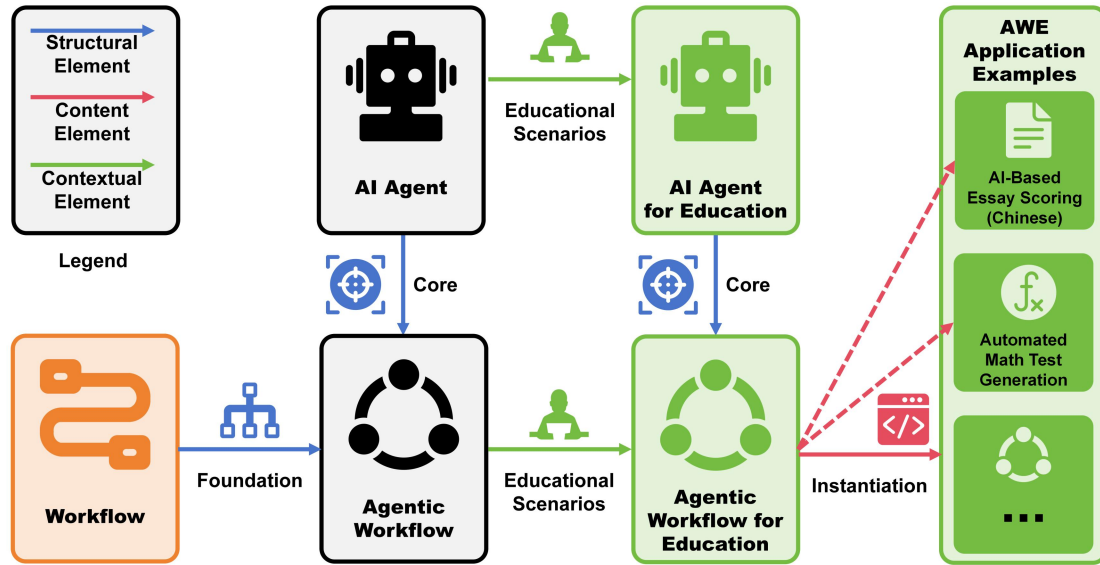 Structural
Element
Content
Element
Contextual
Element
Legend
AI Agent
Educational
Scenarios
AI Agent
for Education
AWE
Application
Examples
AI-Based
Essay Scoring
(Chinese)
Core
Core
fx
Automated
Math Test
Generation
Workflow
Foundation
Agentic
Workflow
Educational
Scenarios
Agentic
Workflow for
Education
</>
Instantiation
...